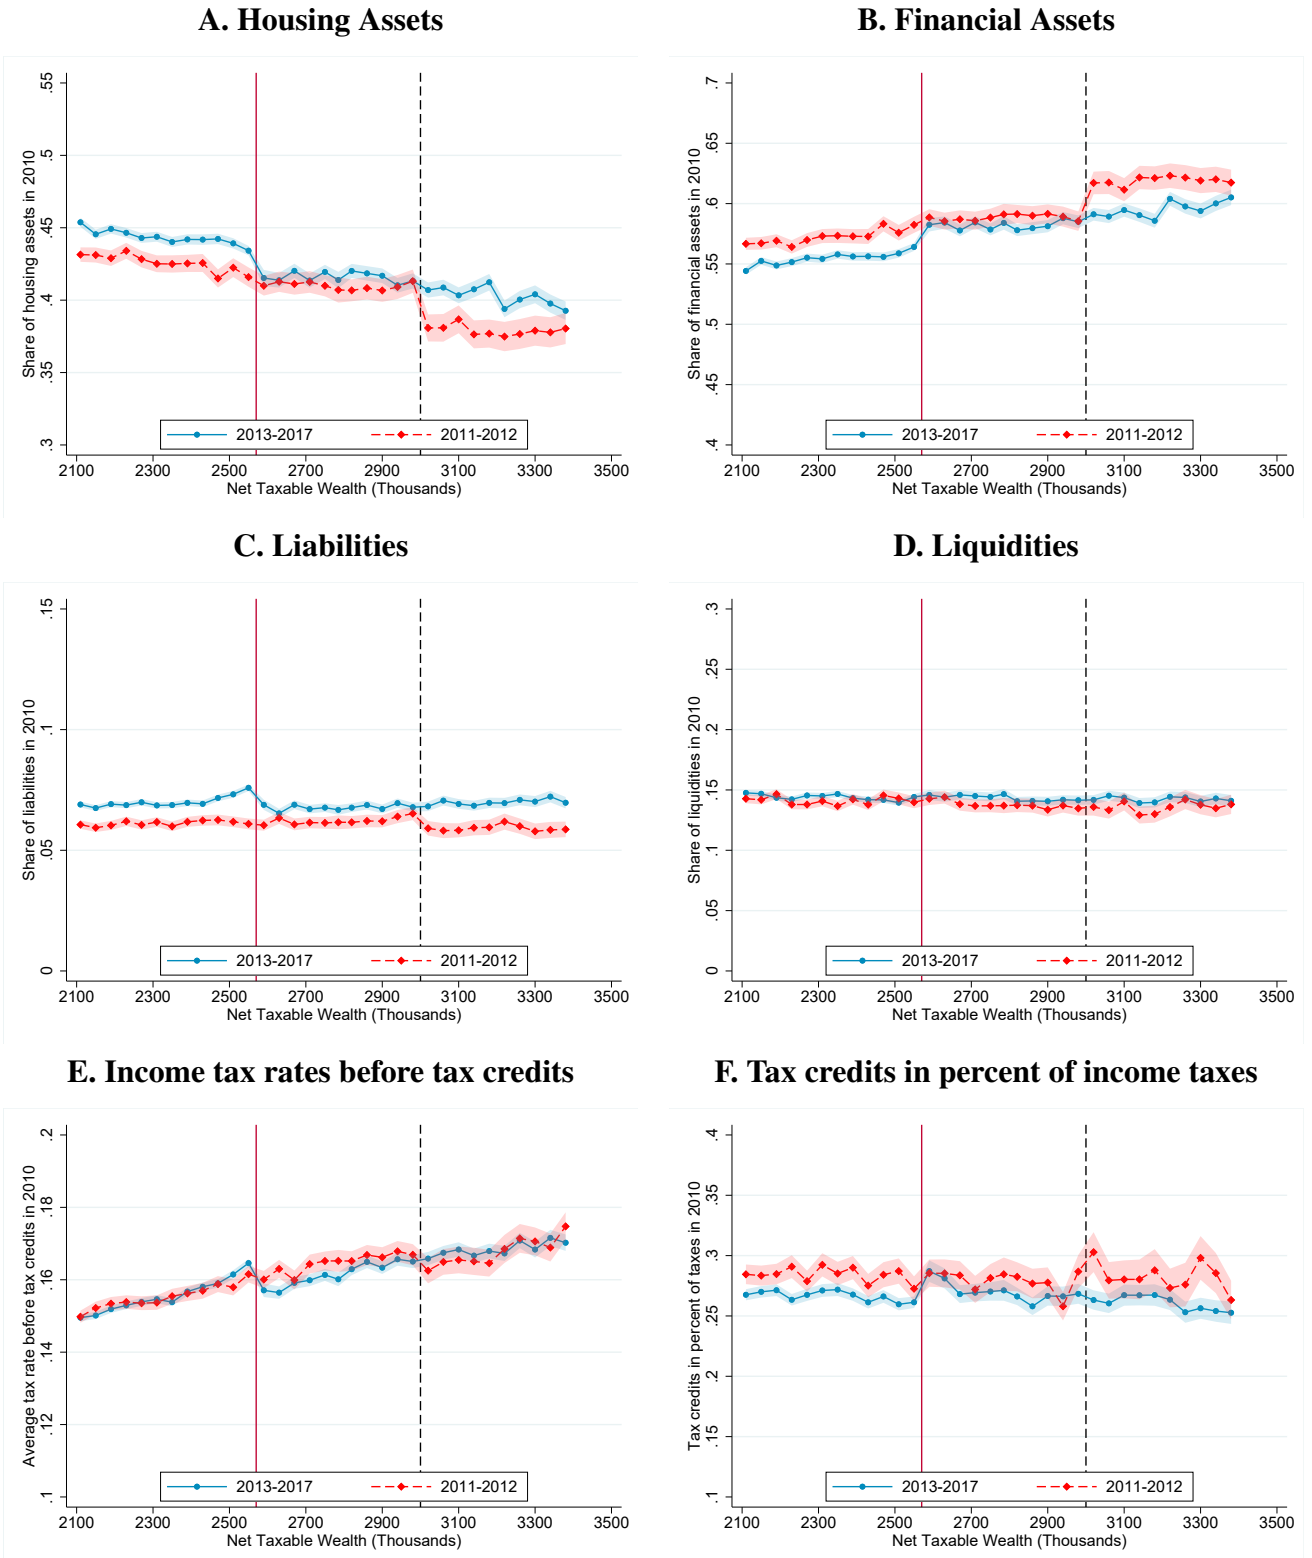 A. Housing Assets
Share of housing assets in 2010
.3 .35 .4 .45 .5 .55
2013-2017 2011-2012
2100 2300 2500 2700 2900 3100 3300 3500
Net Taxable Wealth (Thousands)
B. Financial Assets
Share of financial assets in 2010
.4 .45 .5 .55 .6 .65 .7
2013-2017 2011-2012
2100 2300 2500 2700 2900 3100 3300 3500
Net Taxable Wealth (Thousands)
C. Liabilities
Share of liabilities in 2010
0 .05 .1 .15
2013-2017 2011-2012
2100 2300 2500 2700 2900 3100 3300 3500
Net Taxable Wealth (Thousands)
D. Liquidities
Share of liquidities in 2010
0 .05 .1 .15 .2 .25 .3
2013-2017 2011-2012
2100 2300 2500 2700 2900 3100 3300 3500
Net Taxable Wealth (Thousands)
E. Income tax rates before tax credits
Average tax rate before tax credits in 2010
.1 .12 .14 .16 .18 .2
2013-2017 2011-2012
2100 2300 2500 2700 2900 3100 3300 3500
Net Taxable Wealth (Thousands)
F. Tax credits in percent of income taxes
Tax credits in percent of taxes in 2010
.1 .15 .2 .25 .3 .35 .4
2013-2017 2011-2012
2100 2300 2500 2700 2900 3100 3300 3500
Net Taxable Wealth (Thousands)